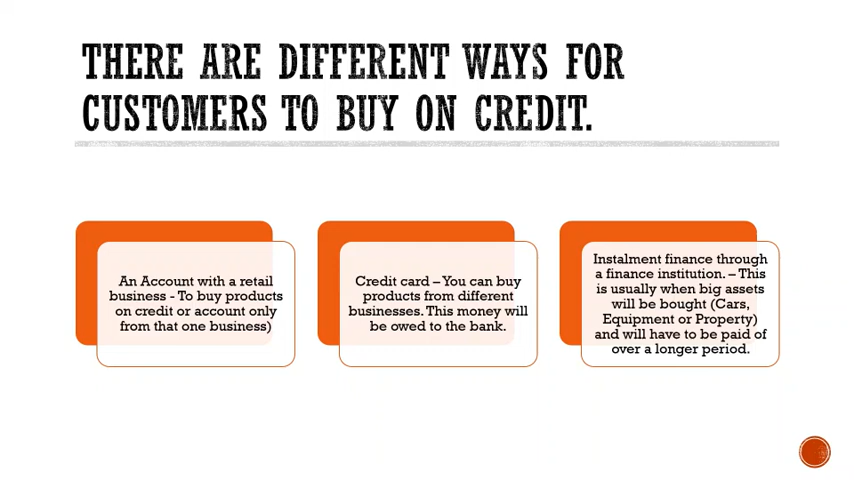 THERE ARE DIFFERENT WAYS FOR
CUSTOMERS TO BUY ON CREDIT.
An Account with a retail
business - To buy products
on credit or account only
from that one business)
Credit card – You can buy
products from different
businesses. This money will
be owed to the bank.
Instalment finance through
a finance institution. – This
is usually when big assets
will be bought (Cars,
Equipment or Property)
and will have to be paid of
over a longer period.